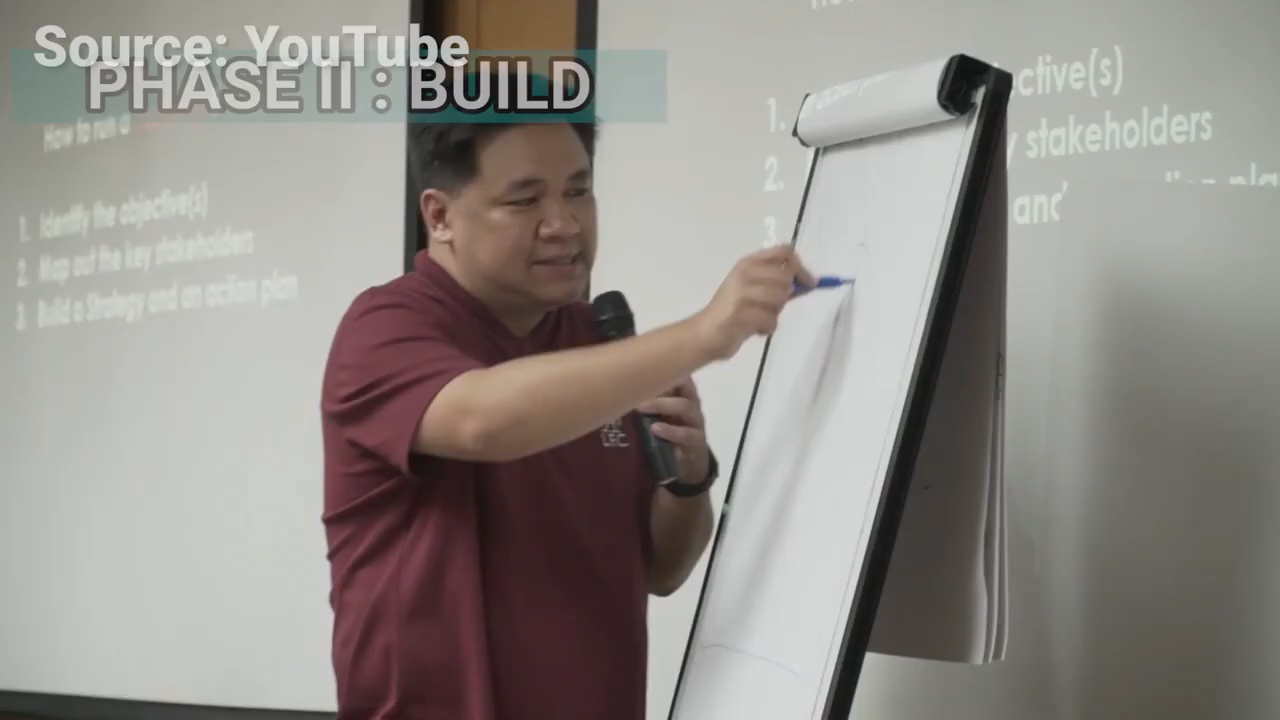 Source: YouTube
PHASE II : BUILD
How to run a
1. Identify the objective(s)
2. Map out the key stakeholders
3. Build a Strategy and an action plan
1. ctive(s)
2. stakeholders
3. and